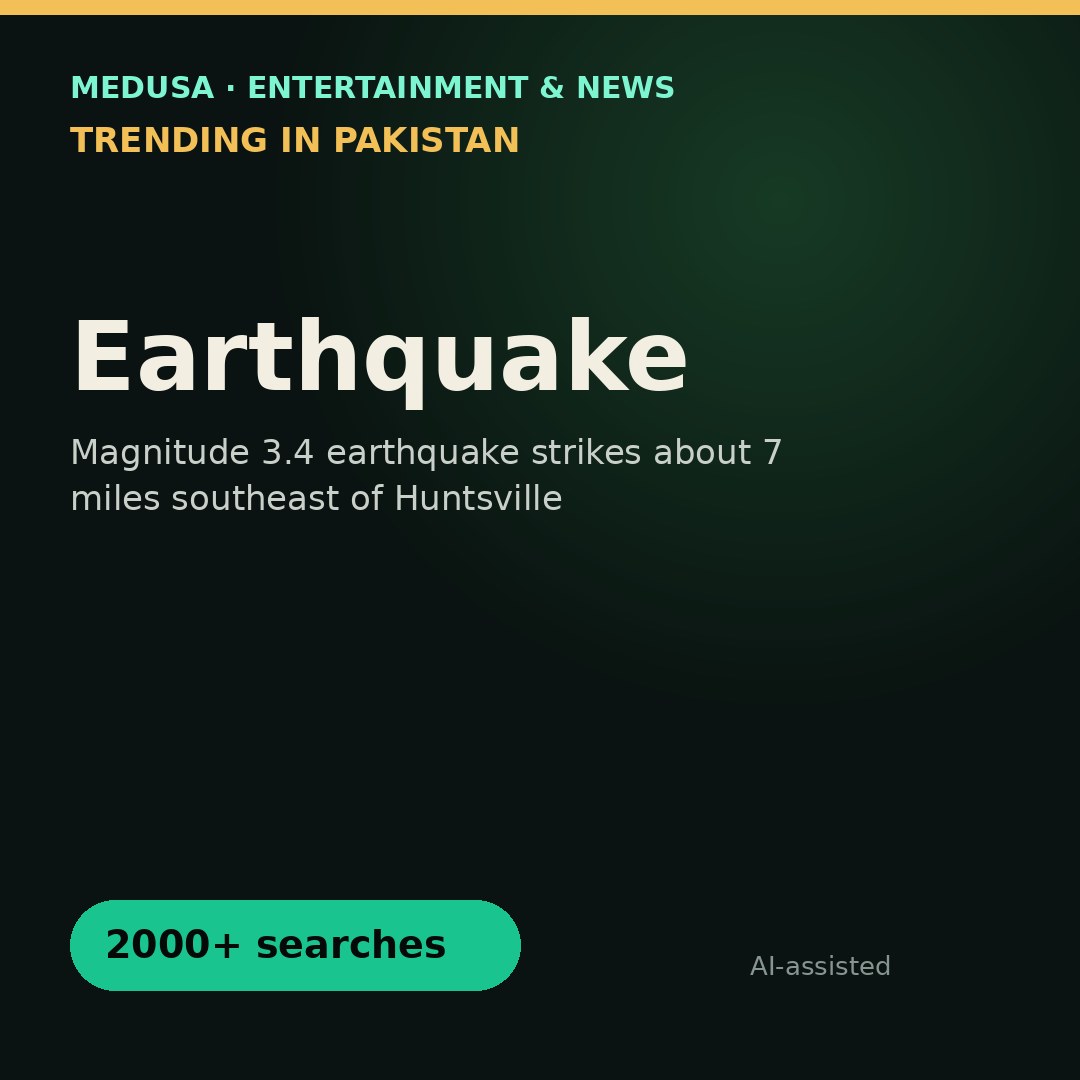 MEDUSA · ENTERTAINMENT & NEWS
TRENDING IN PAKISTAN
Earthquake
Magnitude 3.4 earthquake strikes about 7
miles southeast of Huntsville
2000+ searches
AI-assisted